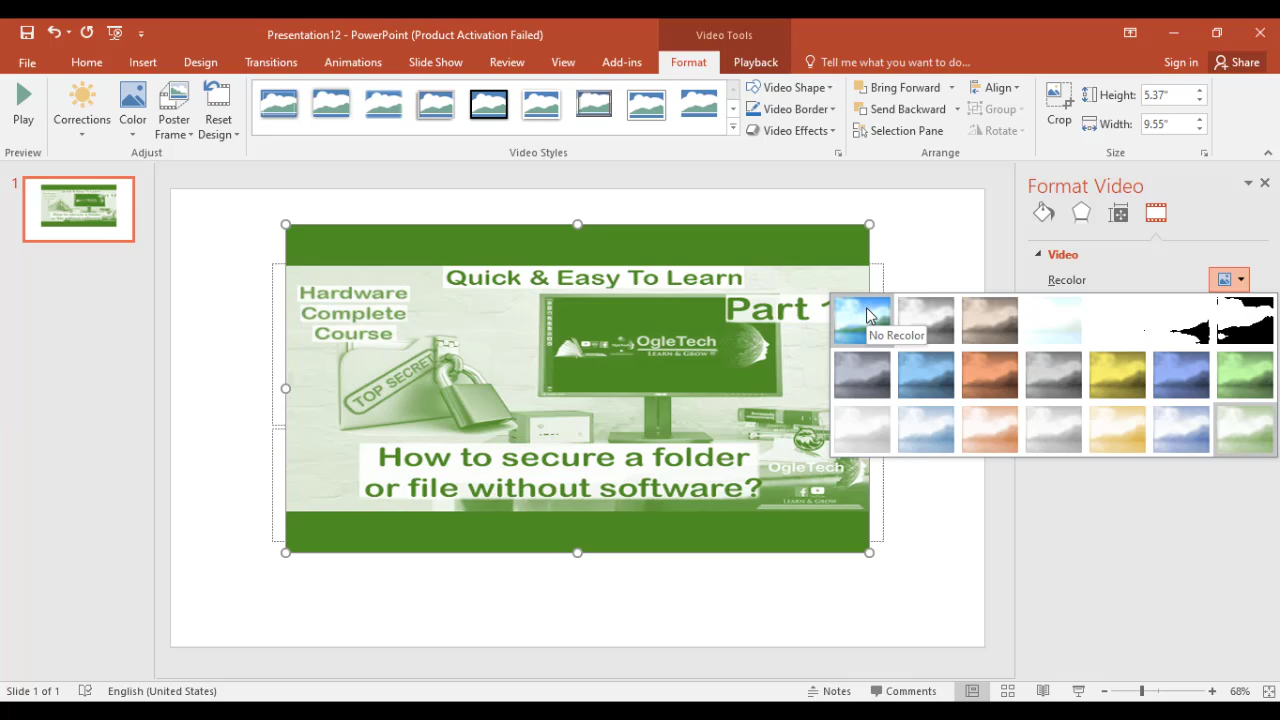 Presentation12 - PowerPoint (Product Activation Failed)
Video Tools
File
Home
Insert
Design
Transitions
Animations
Slide Show
Review
View
Add-ins
Format
Playback
Tell me what you want to do...
Sign in
Share
Play
Corrections
Color
Poster
Frame
Reset
Design
Video Shape
Video Border
Video Effects
Bring Forward
Send Backward
Selection Pane
Align
Group
Rotate
Crop
Height: 5.37"
Width: 9.55"
Preview
Adjust
Video Styles
Arrange
Size
1
Quick & Easy To Learn
Hardware
Complete
Course
Part 1
OgleTech
LEARN & GROW
TOP SECRET
How to secure a folder
or file without software?
OgleTech
LEARN & GROW
Format Video
Video
Recolor
No Recolor
Slide 1 of 1
English (United States)
Notes
Comments
68%